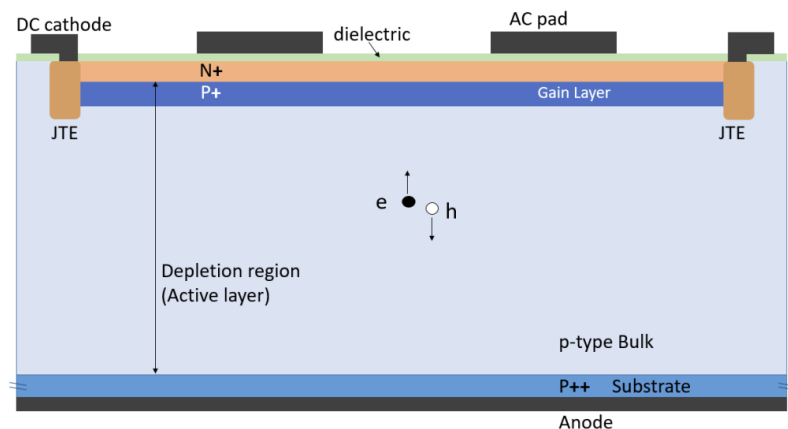 DC cathode
AC pad
dielectric
N+
P+
Gain Layer
JTE
JTE
e
h
Depletion region
(Active layer)
p-type Bulk
P++ Substrate
Anode